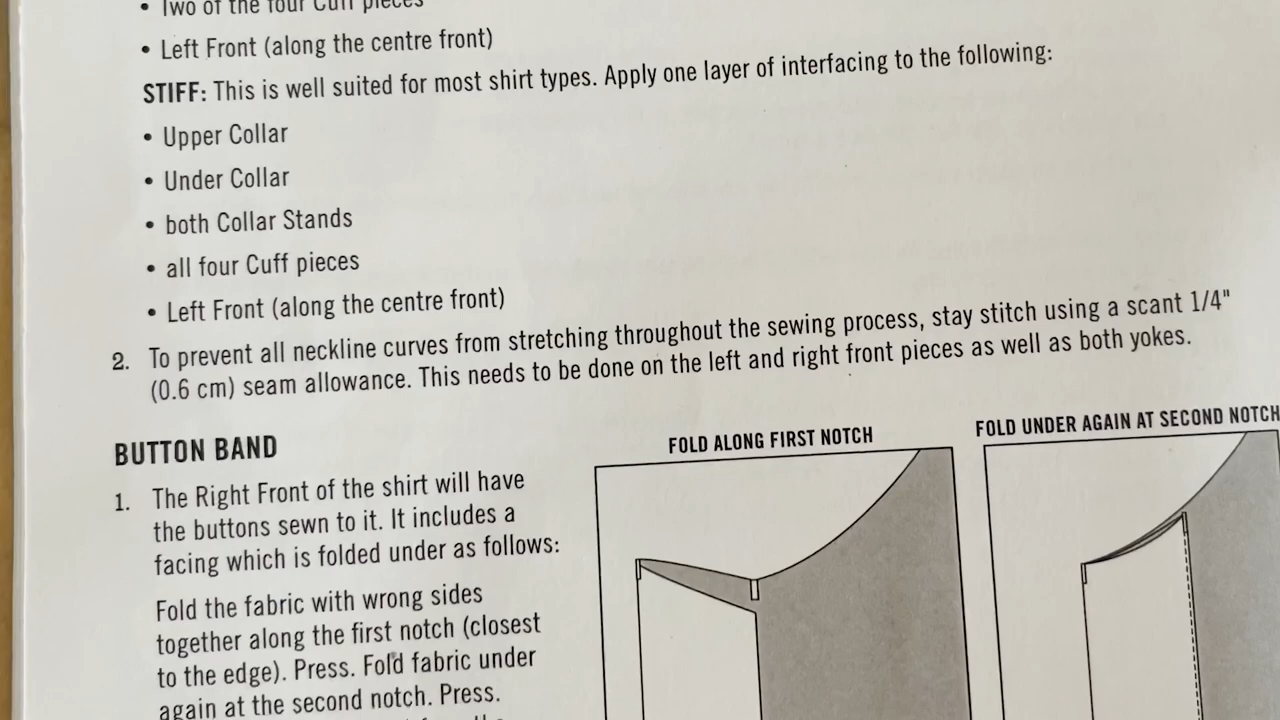 • Two of the four Cuff pieces
• Left Front (along the centre front)
STIFF: This is well suited for most shirt types. Apply one layer of interfacing to the following:
• Upper Collar
• Under Collar
• both Collar Stands
• all four Cuff pieces
• Left Front (along the centre front)
2. To prevent all neckline curves from stretching throughout the sewing process, stay stitch using a scant 1/4"
(0.6 cm) seam allowance. This needs to be done on the left and right front pieces as well as both yokes.
BUTTON BAND
1. The Right Front of the shirt will have
the buttons sewn to it. It includes a
facing which is folded under as follows:
Fold the fabric with wrong sides
together along the first notch (closest
to the edge). Press. Fold fabric under
again at the second notch. Press.
FOLD ALONG FIRST NOTCH
FOLD UNDER AGAIN AT SECOND NOTCH